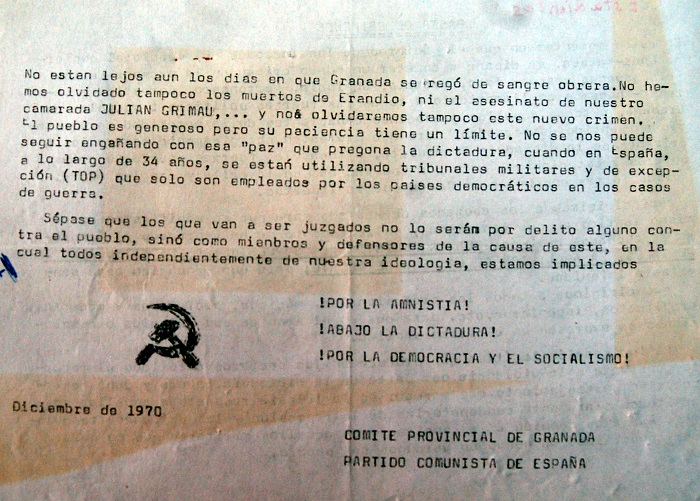 No estan lejos aun los dias en que Granada se regó de sangre obrera.No he-
mos olvidado tampoco los muertos de Erandio, ni el asesinato de nuestro
camarada JULIAN GRIMAU,... y no& olvidaremos tampoco este nuevo crimen.
El pueblo es generoso pero su paciencia tiene un límite. No se nos puede
seguir engañando con esa "paz" que pregona la dictadura, cuando en España,
a lo largo de 34 años, se estań utilizando tribunales militares y de excep-
ción (TOP) que solo son empleados por los paises democráticos en los casos
de guerra.
Sépase que los que van a ser juzgados no lo serán por delito alguno con-
tra el pueblo, sinó como mienbros y defensores de la causa de este, en la
cual todos independientemente de nuestra ideologia, estamos implicados
!POR LA AMNISTIA!
!ABAJO LA DICTADURA!
!POR LA DEMOCRACIA Y EL SOCIALISMO!
Diciembre de 1970
COMITE PROVINCIAL DE GRANADA
PARTIDO COMUNISTA DE ESPAÑA